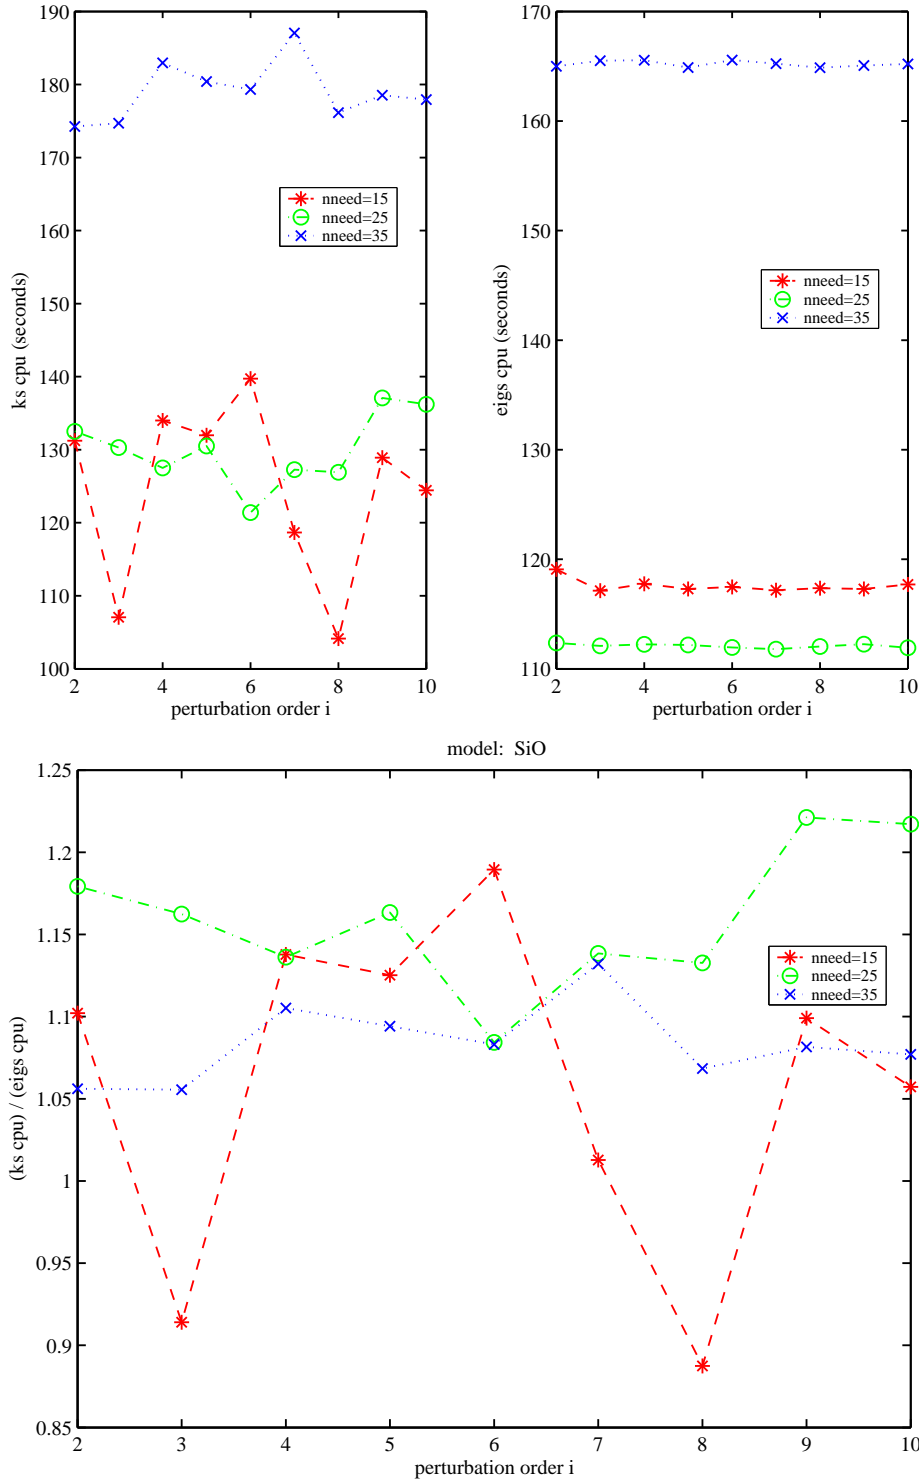 190
180
170
160
150
140
130
120
110
100
2
4
6
8
10
ks cpu (seconds)
perturbation order i
nneed=15
nneed=25
nneed=35
170
160
150
140
130
120
110
2
4
6
8
10
eigs cpu (seconds)
perturbation order i
nneed=15
nneed=25
nneed=35
model: SiO
1.25
1.2
1.15
1.1
1.05
1
0.95
0.9
0.85
2
3
4
5
6
7
8
9
10
(ks cpu) / (eigs cpu)
perturbation order i
nneed=15
nneed=25
nneed=35